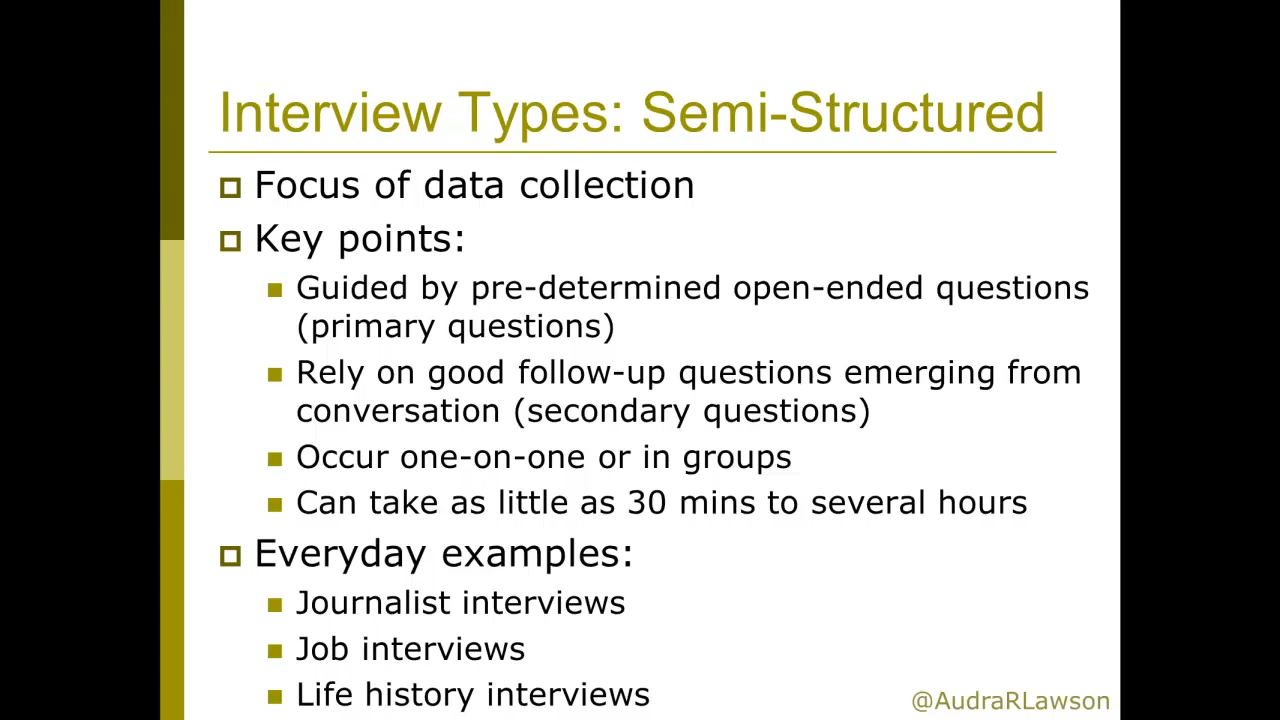 Interview Types: Semi-Structured
Focus of data collection
Key points:
Guided by pre-determined open-ended questions
(primary questions)
Rely on good follow-up questions emerging from
conversation (secondary questions)
Occur one-on-one or in groups
Can take as little as 30 mins to several hours
Everyday examples:
Journalist interviews
Job interviews
Life history interviews
@AudraRLawson